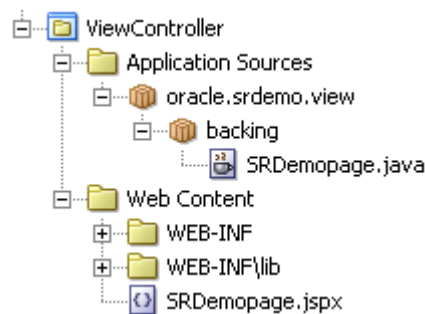 ViewController
Application Sources
oracle.srdemo.view
backing
SRDemopage.java
Web Content
WEB-INF
WEB-INF\lib
SRDemopage.jspx